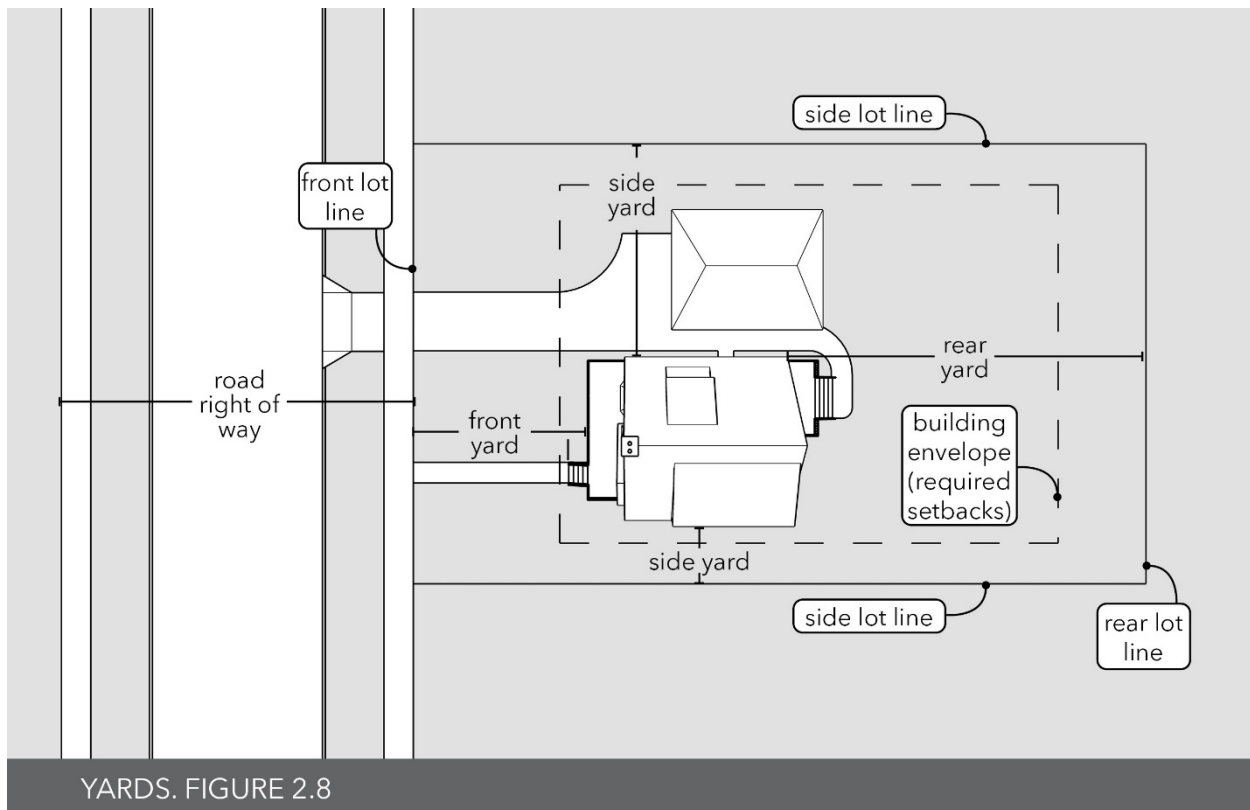 side lot line
front lot
line
side
yard
rear
yard
road
right of
way
front
yard
building
envelope
(required
setbacks)
side yard
side lot line
rear lot
line
YARDS. FIGURE 2.8